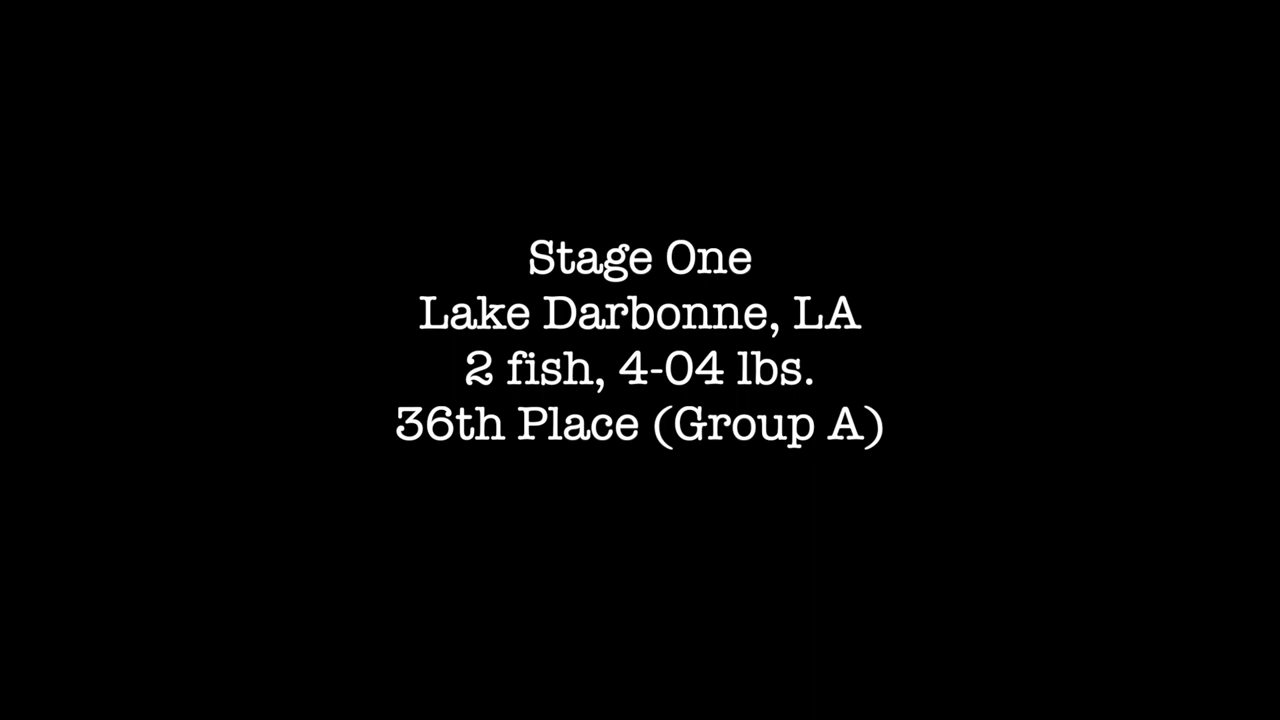 Stage One
Lake Darbonne, LA
2 fish, 4-04 lbs.
36th Place (Group A)